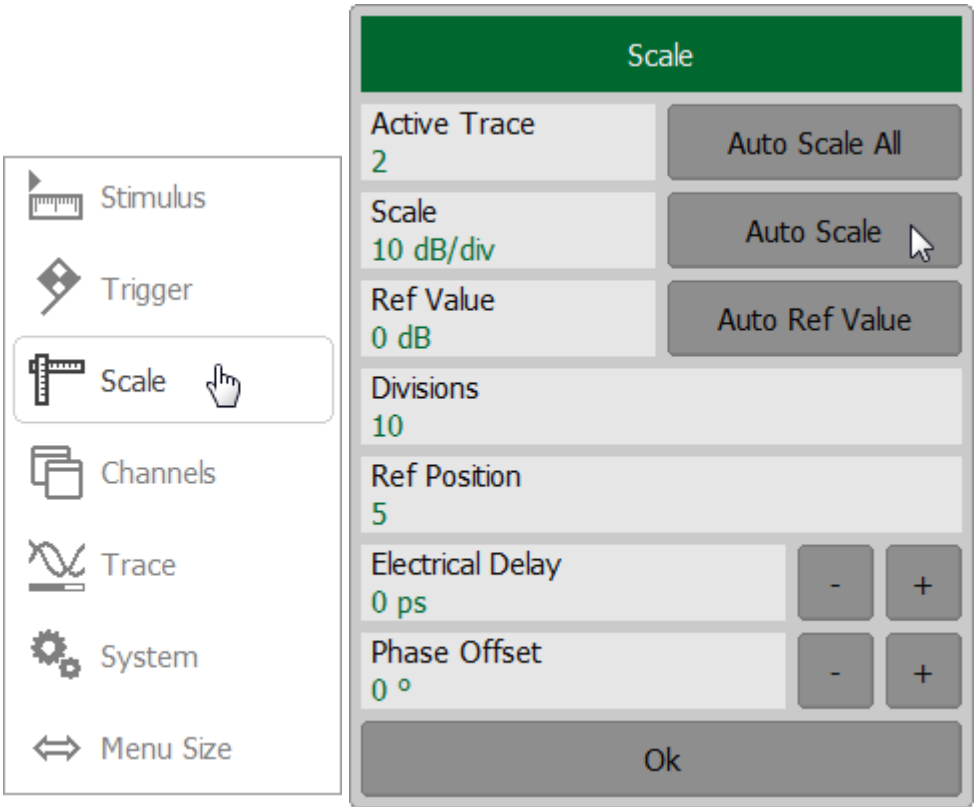 Stimulus
Trigger
Scale
Channels
Trace
System
Menu Size
Scale
Active Trace
2
Auto Scale All
Scale
10 dB/div
Auto Scale
Ref Value
0 dB
Auto Ref Value
Divisions
10
Ref Position
5
Electrical Delay
0 ps
- +
Phase Offset
0 º
- +
Ok